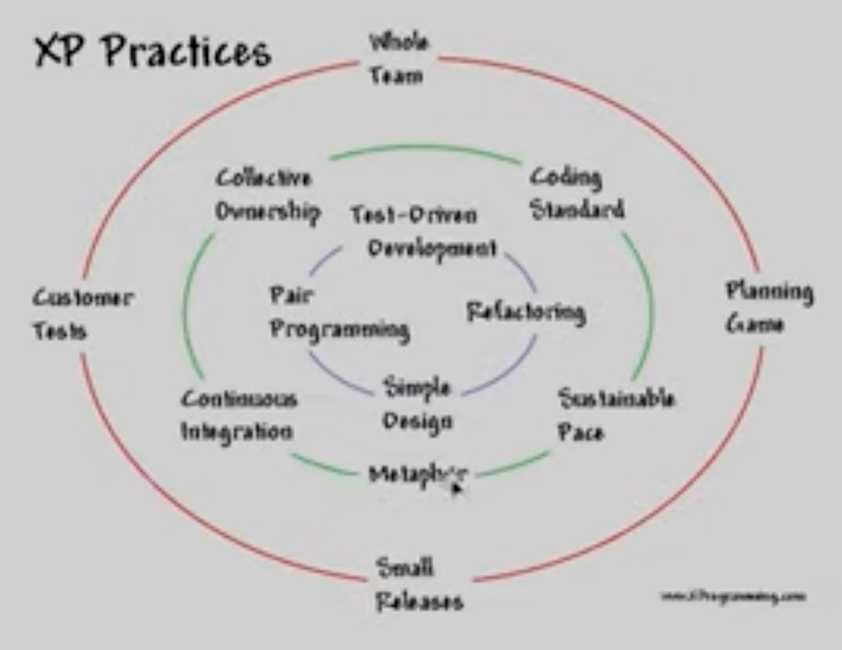 XP Practices
Whole
Team
Collective
Ownership
Coding
Standard
Test-Driven
Development
Customer
Tests
Pair
Programming
Refactoring
Planning
Game
Continuous
Integration
Simple
Design
Sustainable
Pace
Metaphor
Small
Releases
www.XProgramming.com